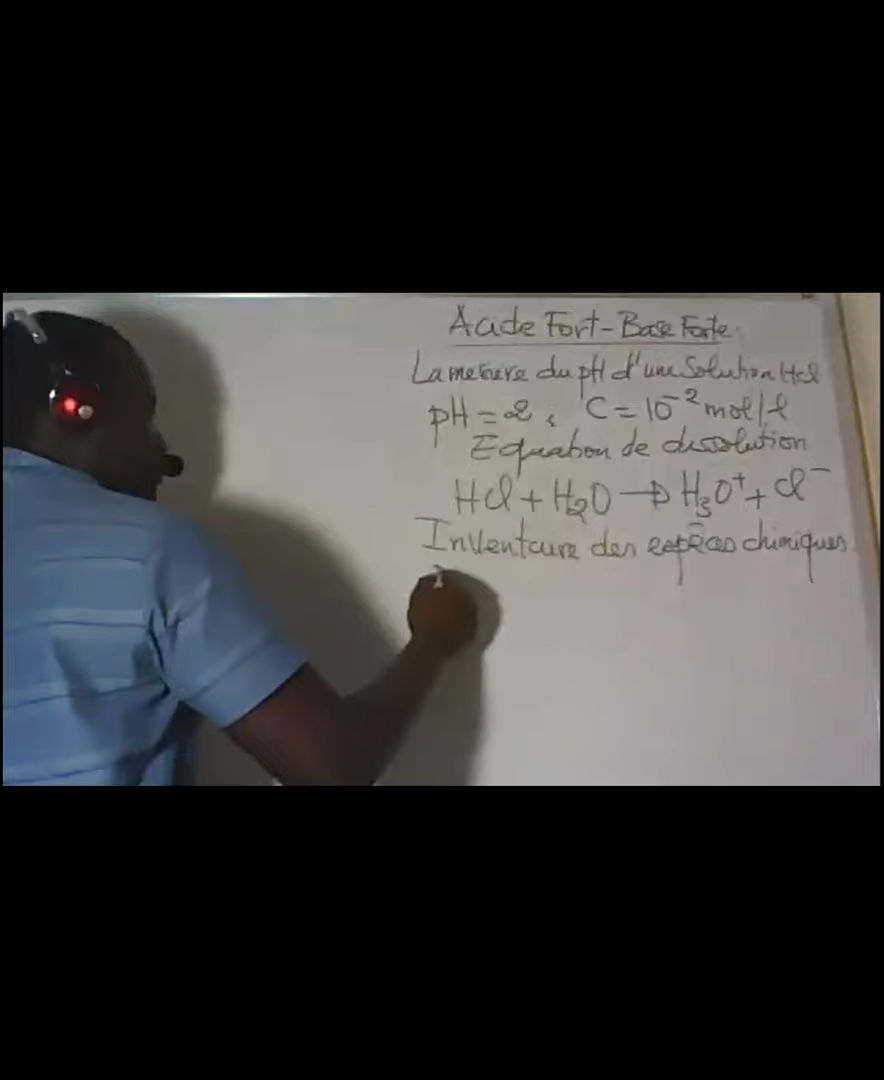 Acide Fort-Base Forte
La mesure du pH d'une Solution HCl
pH = 2, C = 10⁻² mol/l
Equation de dissolution
HCl + H₂O → H₃O⁺ + Cl⁻
Inventaire des espèces chimiques.